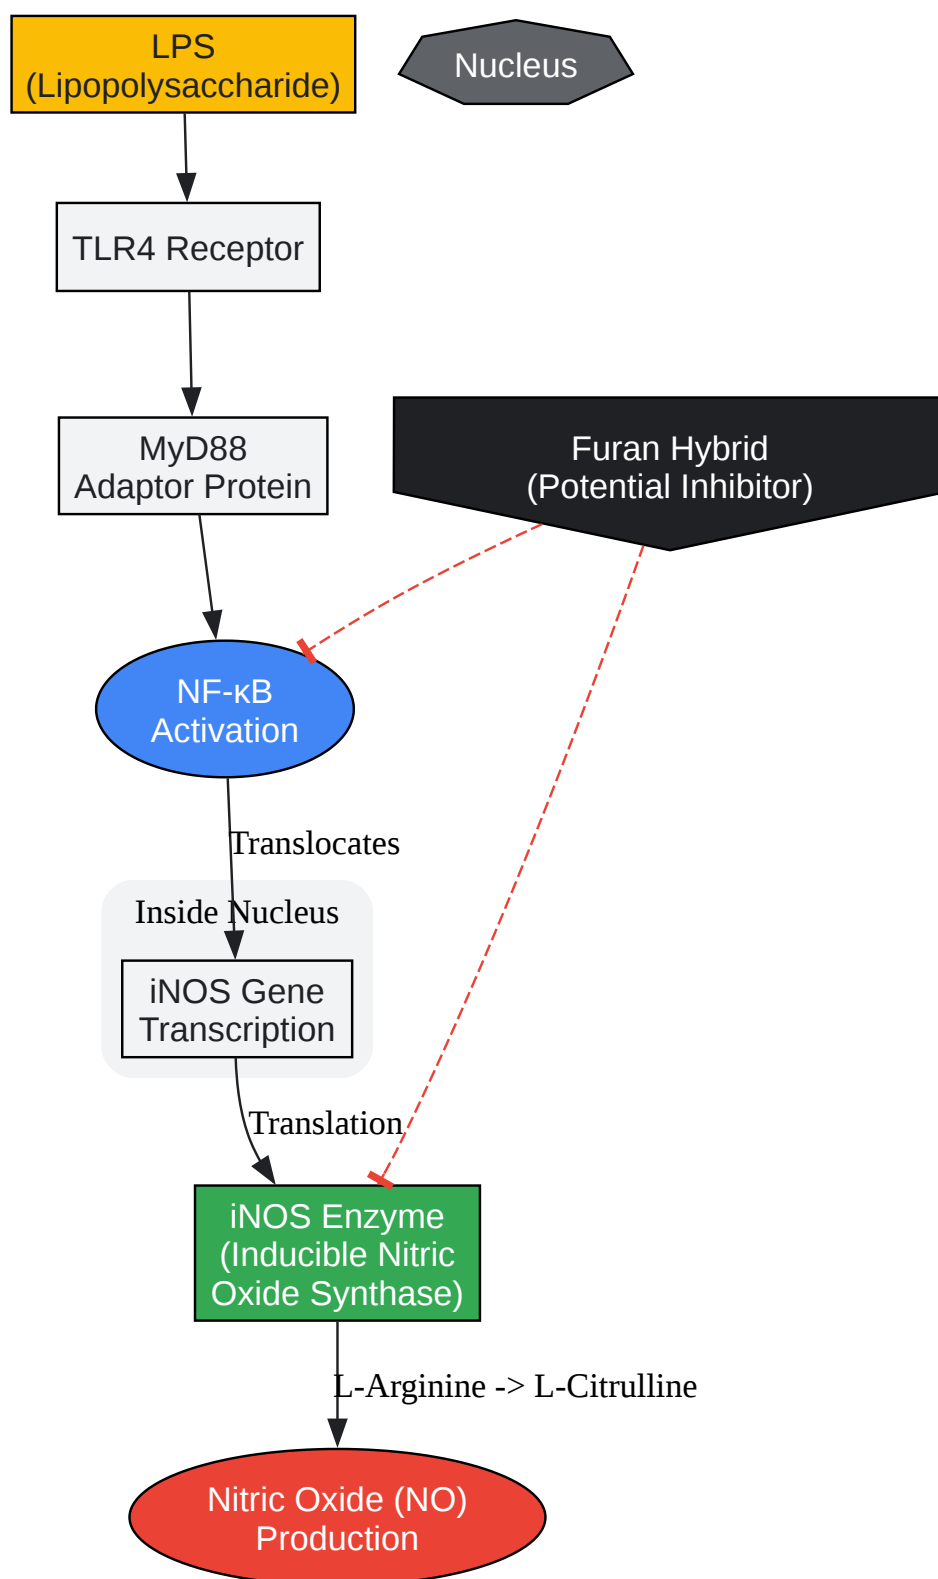 LPS
(Lipopolysaccharide)
Nucleus
TLR4 Receptor
MyD88
Adaptor Protein
Furan Hybrid
(Potential Inhibitor)
NF-κB
Activation
Translocates
Inside Nucleus
iNOS Gene
Transcription
Translation
iNOS Enzyme
(Inducible Nitric
Oxide Synthase)
L-Arginine -> L-Citrulline
Nitric Oxide (NO)
Production